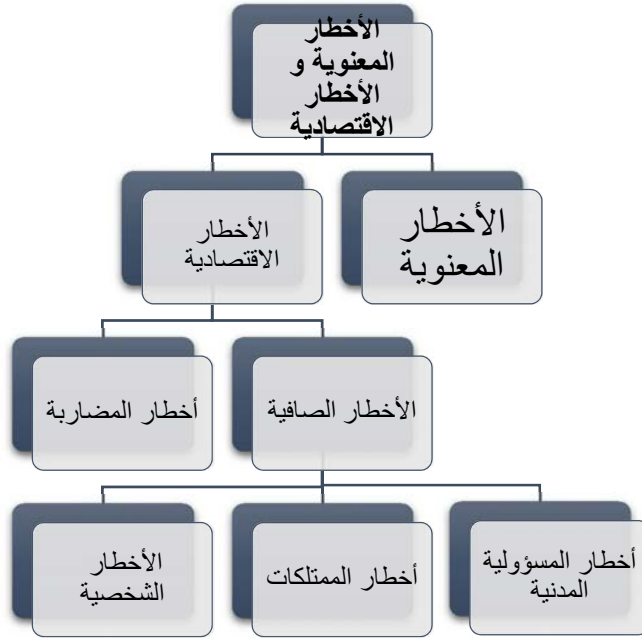 الأخطار
المعنوية و
الأخطار
الاقتصادية
الأخطار
المعنوية
الأخطار
الاقتصادية
الأخطار الصافية
أخطار المضاربة
أخطار المسؤولية
المدنية
أخطار الممتلكات
الأخطار
الشخصية